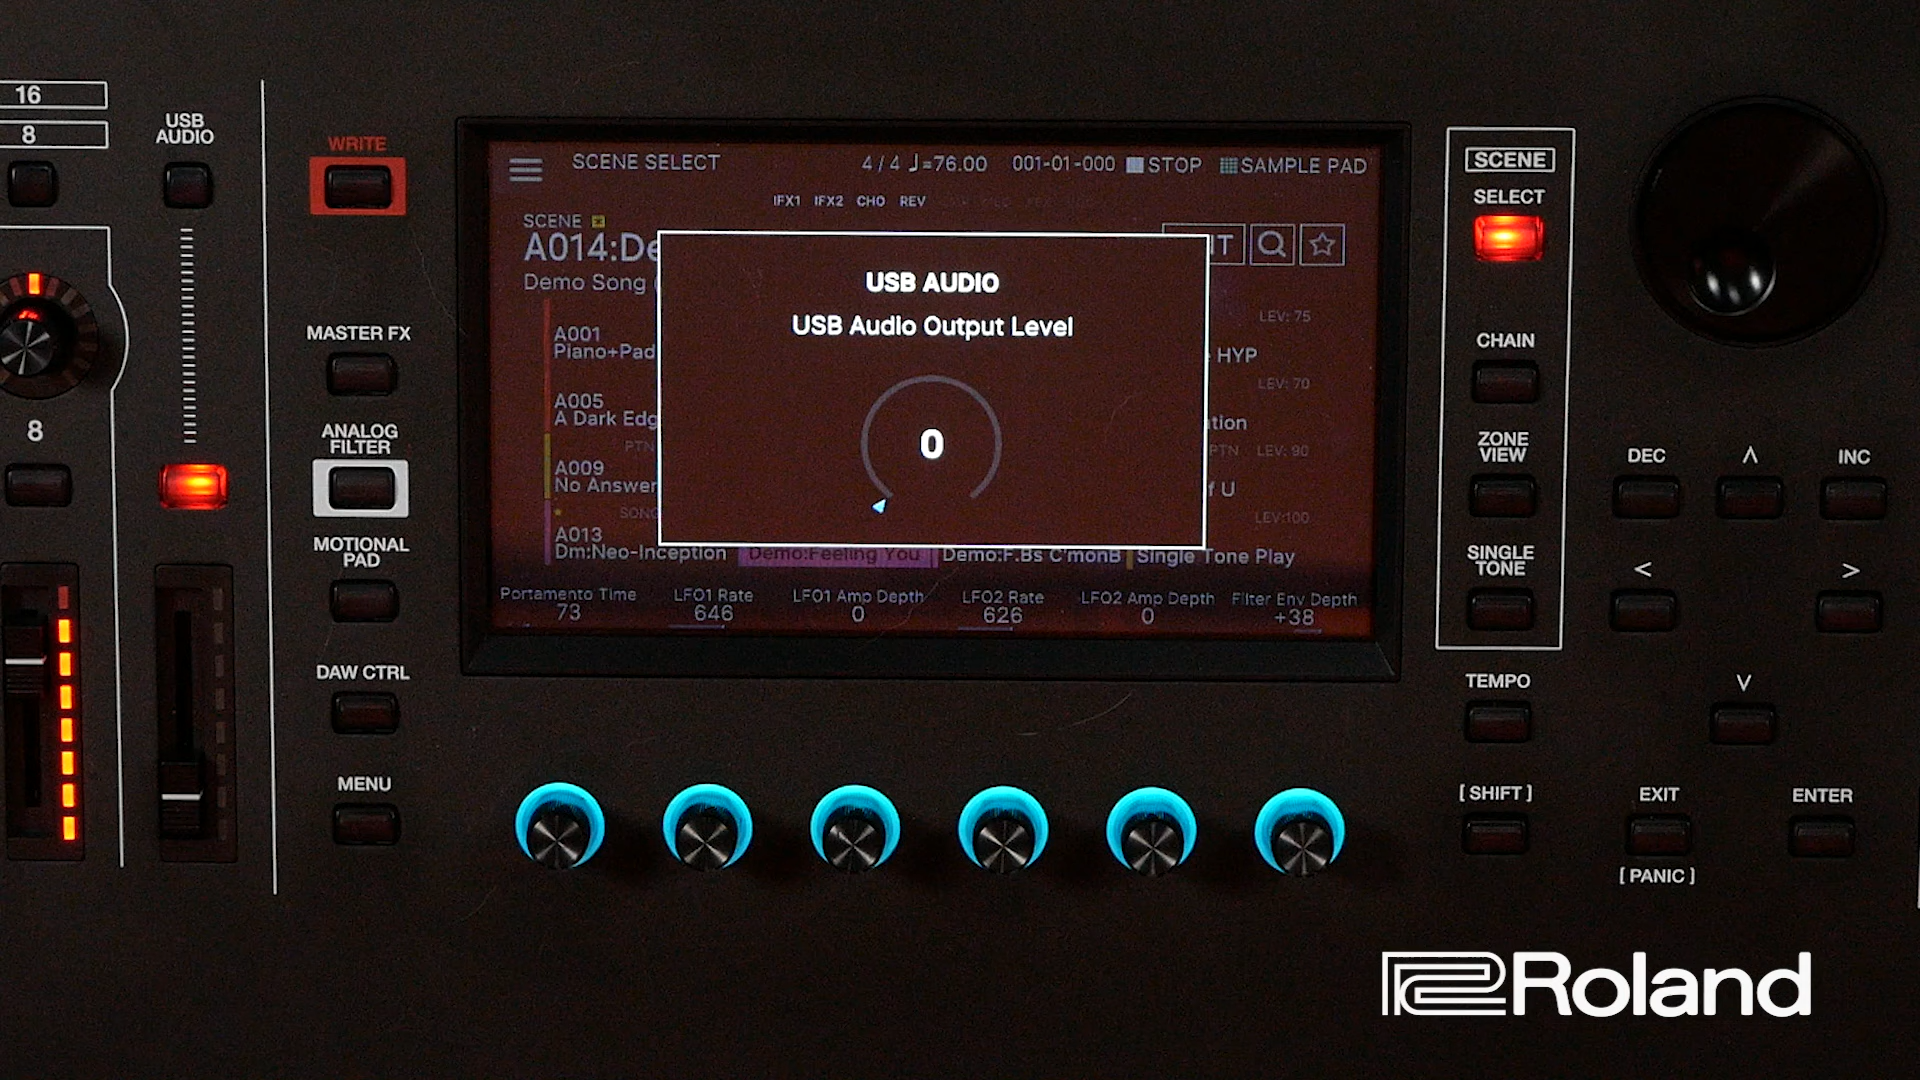 16
8
USB
AUDIO
8
WRITE
MASTER FX
ANALOG
FILTER
MOTIONAL
PAD
DAW CTRL
MENU
SCENE SELECT
4/4 ♩=76.00
001-01-000
STOP
SAMPLE PAD
IFX1 IFX2 CHO REV
SCENE
A014:De
Demo Song
USB AUDIO
USB Audio Output Level
0
LEV: 75
A001
Piano+Pad
HYP
LEV: 70
A005
A Dark Edg
PTN
PTN LEV: 90
A009
No Answer
f U
SONG
LEV:100
A013
Dm:Neo-Inception
Demo:Feeling You
Demo:F.Bs C'monB
Single Tone Play
Portamento Time
73
LFO1 Rate
646
LFO1 Amp Depth
0
LFO2 Rate
626
LFO2 Amp Depth
0
Filter Env Depth
+38
SCENE
SELECT
CHAIN
ZONE
VIEW
SINGLE
TONE
TEMPO
[SHIFT]
DEC
∧
INC
<
>
∨
EXIT
[PANIC]
ENTER
Roland